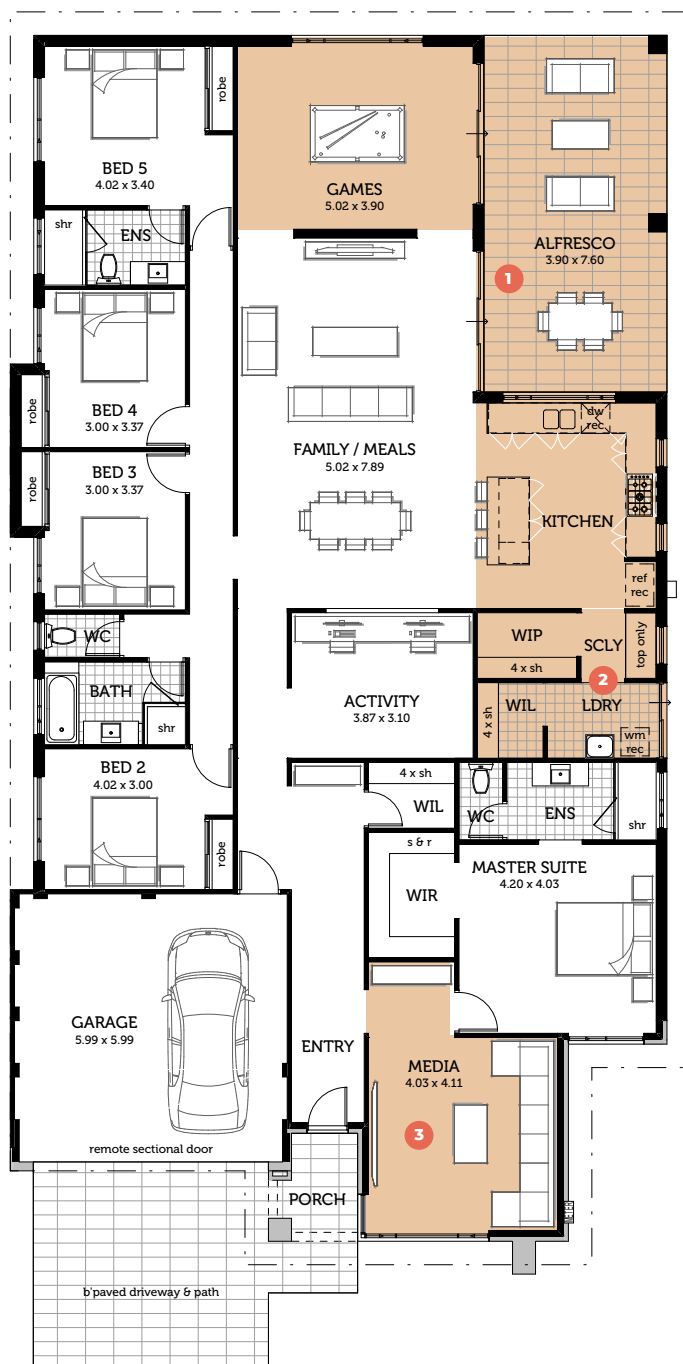 robe
BED 5
4.02 x 3.40
GAMES
5.02 x 3.90
shr
ENS
ALFRESCO
3.90 x 7.60
1
robe
BED 4
3.00 x 3.37
dw
rec
FAMILY / MEALS
5.02 x 7.89
robe
BED 3
3.00 x 3.37
KITCHEN
ref
rec
WC
WIP
4 x sh
SCLY
top only
2
BATH
shr
ACTIVITY
3.87 x 3.10
4 x sh
WIL
LDRY
wm
rec
BED 2
4.02 x 3.00
robe
4 x sh
WIL
WC
ENS
shr
s & r
WIR
MASTER SUITE
4.20 x 4.03
GARAGE
5.99 x 5.99
ENTRY
MEDIA
4.03 x 4.11
3
remote sectional door
PORCH
METER
b'paved driveway & path